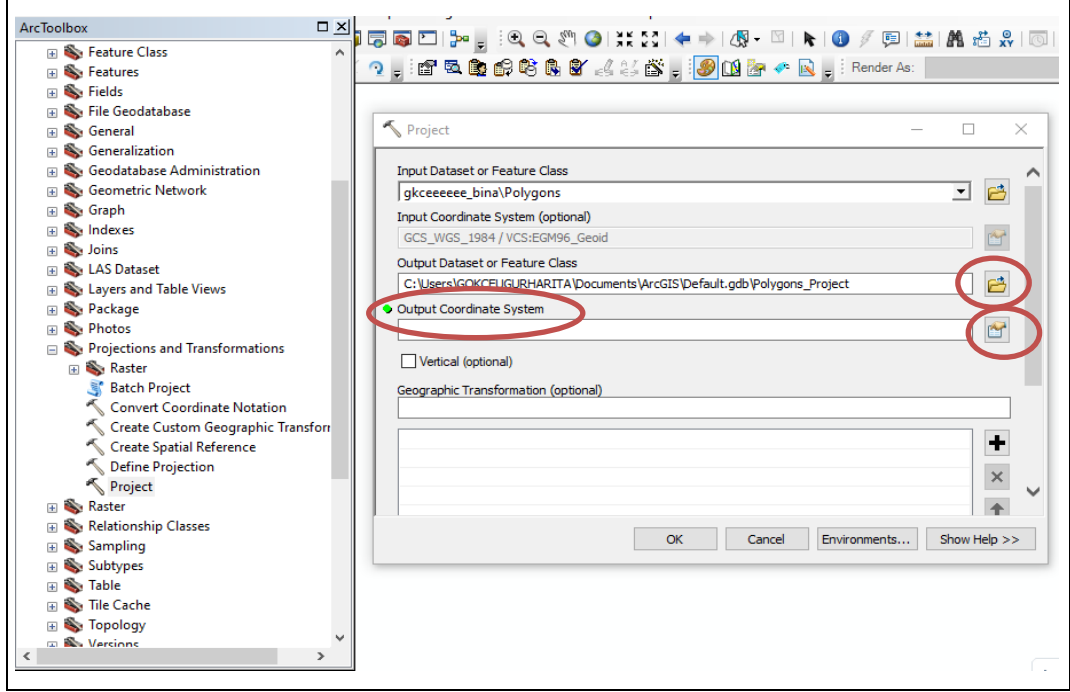 ArcToolbox
Feature Class
Features
Fields
File Geodatabase
General
Generalization
Geodatabase Administration
Geometric Network
Graph
Indexes
Joins
LAS Dataset
Layers and Table Views
Package
Photos
Projections and Transformations
Raster
Batch Project
Convert Coordinate Notation
Create Custom Geographic Transforr
Create Spatial Reference
Define Projection
Project
Raster
Relationship Classes
Sampling
Subtypes
Table
Tile Cache
Topology
Versions
Render As:
Project
Input Dataset or Feature Class
gkceeeeee_bina\Polygons
Input Coordinate System (optional)
GCS_WGS_1984 / VCS:EGM96_Geoid
Output Dataset or Feature Class
C:\Users\GOKCEUGURHARITA\Documents\ArcGIS\Default.gdb\Polygons_Project
Output Coordinate System
Vertical (optional)
Geographic Transformation (optional)
OK
Cancel
Environments...
Show Help >>